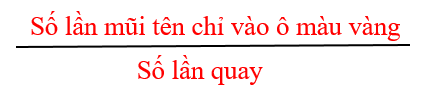 Số lần mũi tên chỉ vào ô màu vàng
Số lần quay